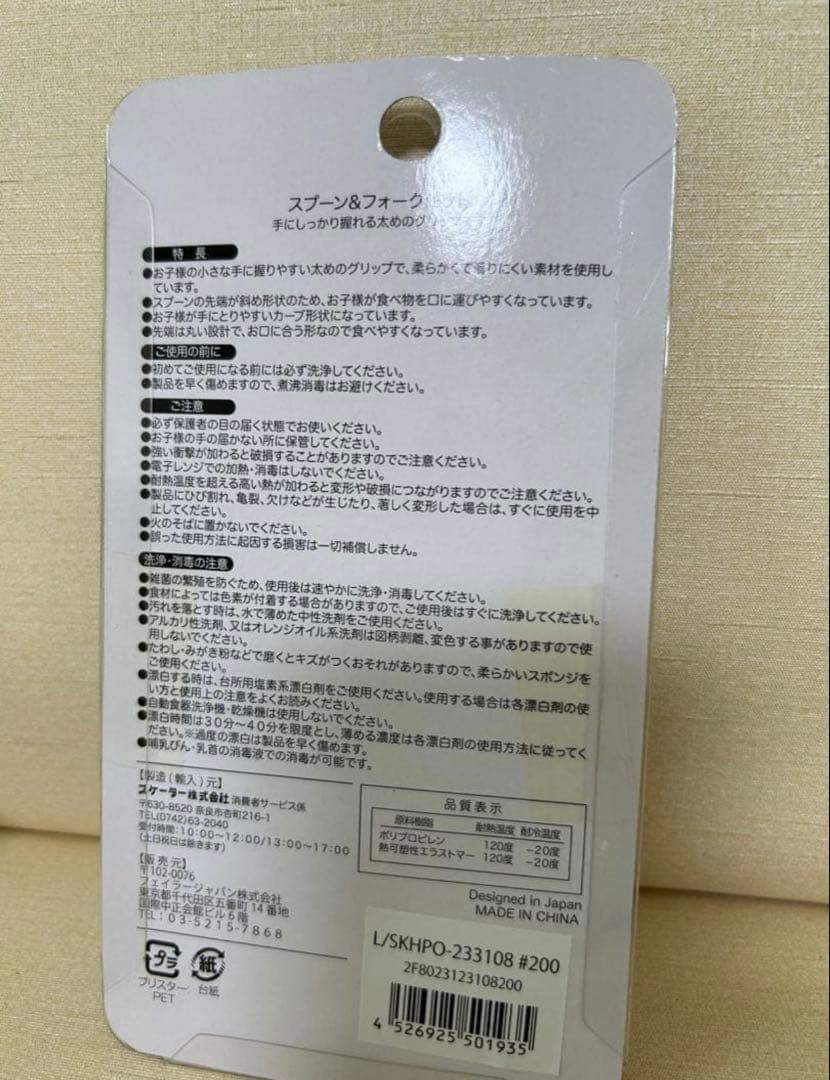 スプーン&フォーク
手にしっかり握れる太めのグリップ
特長
●お子様の小さな手に握りやすい太めのグリップで、柔らかくて滑りにくい素材を使用し
ています。
●スプーンの先端が斜め形状のため、お子様が食べ物を口に運びやすくなっています。
●お子様が手にとりやすいカーブ形状になっています。
●先端は丸い設計で、お口に合う形なので食べやすくなっています。
ご使用の前に
●初めてご使用になる前には必ず洗浄してください。
●製品を早く傷めますので、煮沸消毒はお避けください。
ご注意
●必ず保護者の目の届く状態でお使いください。
●お子様の手の届かない所に保管してください。
●強い衝撃が加わると破損することがありますのでご注意ください。
●電子レンジでの加熱・消毒はしないでください。
●耐熱温度を超える高い熱が加わると変形や破損につながりますのでご注意ください。
●製品にひび割れ、亀裂、欠けなどが生じたり、著しく変形した場合は、すぐに使用を中
止してください。
●火のそばに置かないでください。
●誤った使用方法に起因する損害は一切補償しません。
洗浄・消毒の注意
●雑菌の繁殖を防ぐため、使用後は速やかに洗浄・消毒してください。
●食材によっては色素が付着する場合がありますので、ご使用後はすぐに洗浄してください。
●汚れを落とす時は、水で薄めた中性洗剤をご使用ください。
●アルカリ性洗剤、又はオレンジオイル系洗剤は図柄剥離、変色する事がありますので使
用しないでください。
●たわし・みがき粉などで磨くとキズがつくおそれがありますので、柔らかいスポンジを
ご使用ください。
●漂白する時は、台所用塩素系漂白剤をご使用ください。使用する場合は各漂白剤の使
い方と使用上の注意をよくお読みください。
●自動食器洗浄機・乾燥機は使用しないでください。
●漂白時間は30分~40分を限度とし、薄める濃度は各漂白剤の使用方法に従ってく
ださい。※過度の漂白は製品を早く傷めます。
●哺乳びん・乳首の消毒液での消毒が可能です。
【製造(輸入)元】
スケーター株式会社 消費者サービス係
〒630-8520 奈良市杏町216-1
TEL(0742)63-2040
受付時間:10:00~12:00/13:00~17:00
(土日祝日は除きます)
【販売元】
〒102-0076
フェイラージャパン株式会社
東京都千代田区五番町14番地
国際中正会館ビル6階
TEL:03-5215-7868
品質表示
原料樹脂 耐熱温度 耐冷温度
ポリプロピレン 120度 -20度
熱可塑性エラストマー 120度 -20度
Designed in Japan
MADE IN CHINA
プラ 紙
ブリスター: 台紙
PET
L/SKHPO-233108 #200
2F8023123108200
4 526925 501935